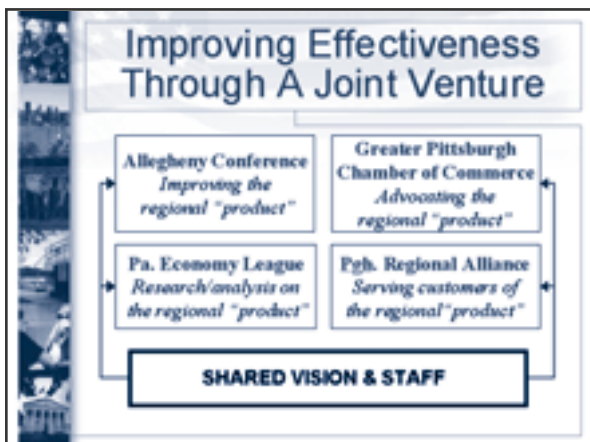 Improving Effectiveness
Through A Joint Venture
Allegheny Conference
Improving the
regional “product”
Greater Pittsburgh
Chamber of Commerce
Advocating the
regional “product”
Pa. Economy League
Research/analysis on
the regional “product”
Pgh. Regional Alliance
Serving customers of
the regional“product”
SHARED VISION & STAFF